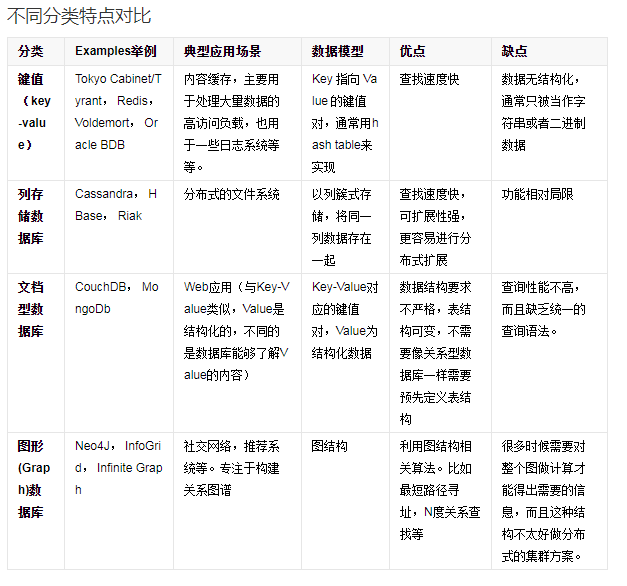 不同分类特点对比
分类
Examples举例
典型应用场景
数据模型
优点
缺点
键值
（key
-valu
e）
Tokyo Cabinet/T
yrant， Redis，
Voldemort， Or
acle BDB
内容缓存，主要用
于处理大量数据的
高访问负载，也用
于一些日志系统等
等。
Key 指向 Va
lue 的键值
对，通常用h
ash table来
实现
查找速度快
数据无结构化，
通常只被当作字
符串或者二进制
数据
列存
储数
据库
Cassandra， H
Base， Riak
分布式的文件系统
以列簇式存
储，将同一
列数据存在
一起
查找速度快，
可扩展性强，
更容易进行分
布式扩展
功能相对局限
文档
型数
据库
CouchDB， Mo
ngoDb
Web应用（与Key-V
alue类似，Value是
结构化的，不同的
是数据库能够了解V
alue的内容）
Key-Value对
应的键值
对，Value为
结构化数据
数据结构要求
不严格，表结
构可变，不需
要像关系型数
据库一样需要
预先定义表结
构
查询性能不高，
而且缺乏统一的
查询语法。
图形
(Grap
h)数
据库
Neo4J， InfoGri
d， Infinite Grap
h
社交网络，推荐系
统等。专注于构建
关系图谱
图结构
利用图结构相
关算法。比如
最短路径寻
址，N度关系查
找等
很多时候需要对
整个图做计算才
能得出需要的信
息，而且这种结
构不太好做分布
式的集群方案。